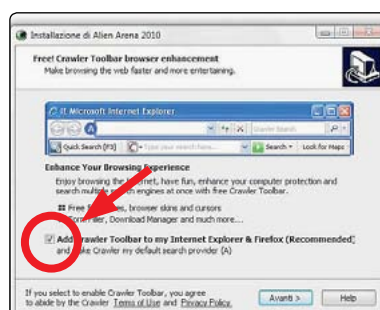 Installazione di Alien Arena 2010
Free! Crawler Toolbar browser enhancement
Make browsing the web faster and more entertaining.
Microsoft Internet Explorer
Quick Search (F3)
Search
Look for Maps
Enhance Your Browsing Experience
Enjoy browsing the Internet, have fun, enhance your computer protection and
search multiple search engines at once with free Crawler Toolbar.
Free browser skins and cursors
Download Manager and much more...
Add Crawler Toolbar to my Internet Explorer & Firefox (Recommended)
and make Crawler my default search provider (A)
If you select to enable Crawler Toolbar, you agree
to abide by the Crawler Terms of Use and Privacy Policy.
Avanti >
Help